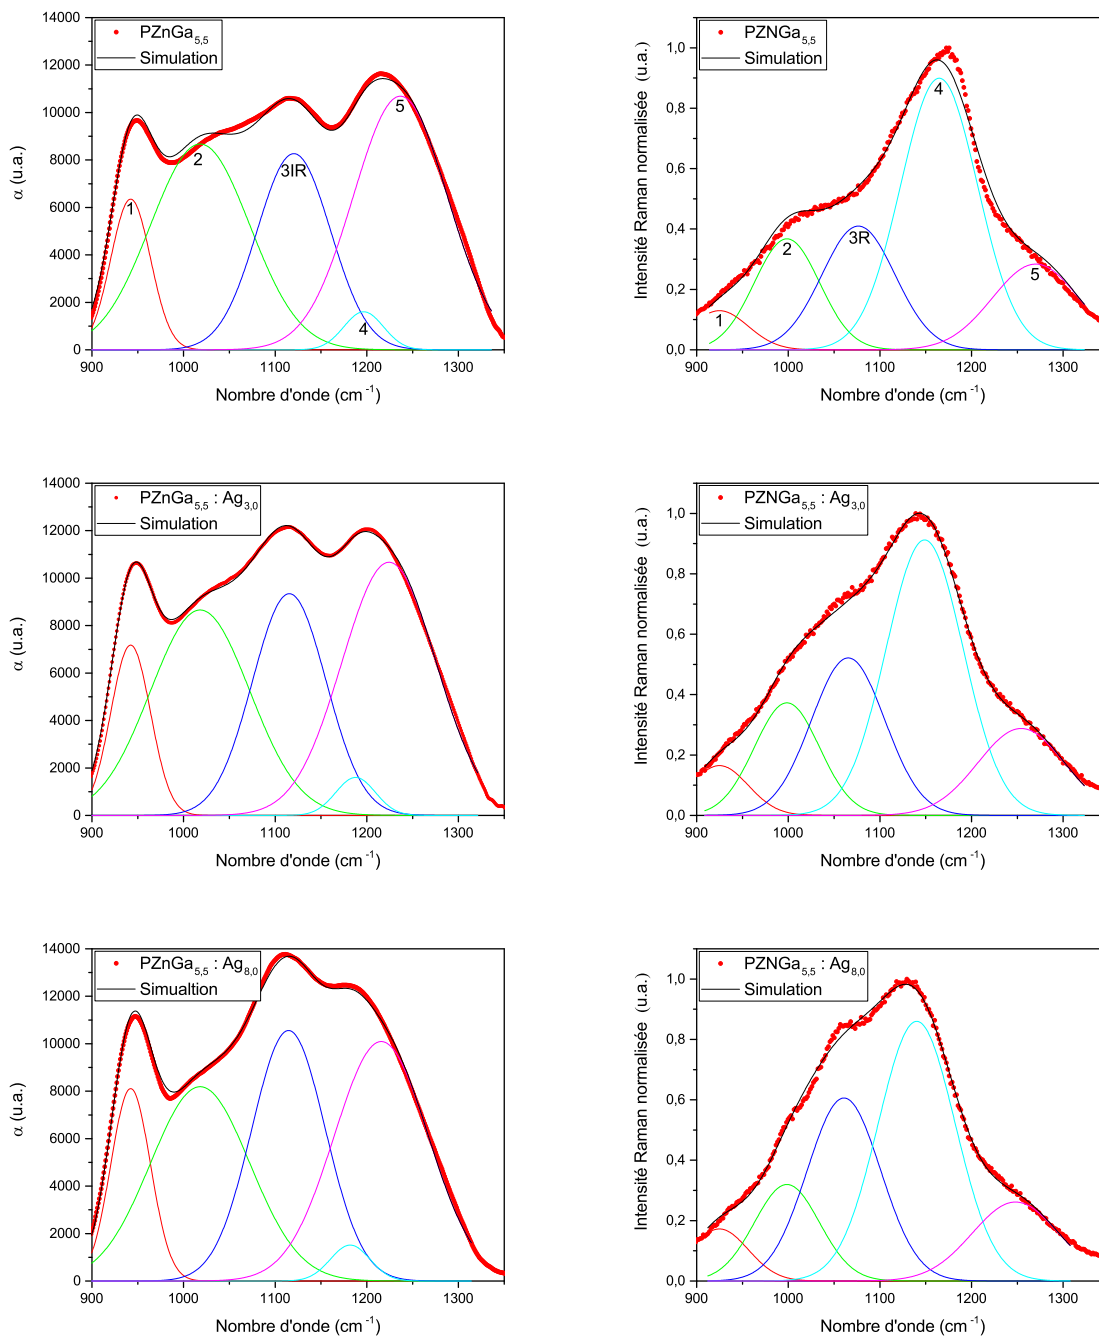 14000
12000
10000
8000
6000
4000
2000
0
α (u.a.)
PZnGa5,5
Simulation
1
2
3IR
4
5
900 1000 1100 1200 1300
Nombre d'onde (cm-1)
1,0
0,8
0,6
0,4
0,2
0,0
Intensité Raman normalisée (u.a.)
PZNGa5,5
Simulation
1
2
3R
4
5
900 1000 1100 1200 1300
Nombre d'onde (cm-1)
14000
12000
10000
8000
6000
4000
2000
0
α (u.a.)
PZnGa5,5 : Ag3,0
Simulation
900 1000 1100 1200 1300
Nombre d'onde (cm-1)
1,0
0,8
0,6
0,4
0,2
0,0
Intensité Raman normalisée (u.a.)
PZNGa5,5 : Ag3,0
Simulation
900 1000 1100 1200 1300
Nombre d'onde (cm-1)
14000
12000
10000
8000
6000
4000
2000
0
α (u.a.)
PZnGa5,5 : Ag8,0
Simualtion
900 1000 1100 1200 1300
Nombre d'onde (cm-1)
1,0
0,8
0,6
0,4
0,2
0,0
Intensité Raman normalisée (u.a.)
PZNGa5,5 : Ag8,0
Simulation
900 1000 1100 1200 1300
Nombre d'onde (cm-1)